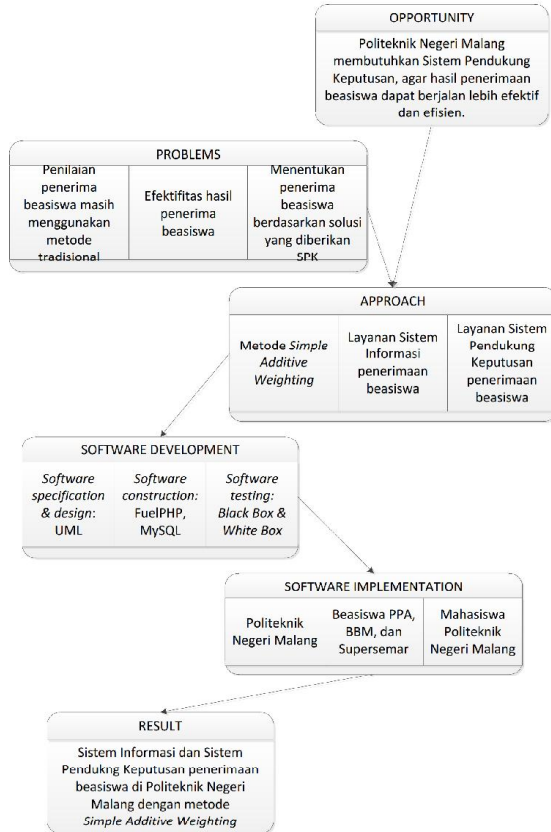 OPPORTUNITY
Politeknik Negeri Malang
membutuhkan Sistem Pendukung
Keputusan, agar hasil penerimaan
beasiswa dapat berjalan lebih efektif
dan efisien.
PROBLEMS
Penilaian
penerima
beasiswa masih
menggunakan
metode
tradisional
Efektifitas hasil
penerima
beasiswa
Menentukan
penerima
beasiswa
berdasarkan solusi
yang diberikan
SPK
APPROACH
Metode Simple
Additive
Weighting
Layanan Sistem
Informasi
penerimaan
beasiswa
Layanan Sistem
Pendukung
Keputusan
penerimaan
beasiswa
SOFTWARE DEVELOPMENT
Software
specification
& design:
UML
Software
construction:
FuelPHP,
MySQL
Software
testing:
Black Box &
White Box
SOFTWARE IMPLEMENTATION
Politeknik
Negeri Malang
Beasiswa PPA,
BBM, dan
Supersemar
Mahasiswa
Politeknik
Negeri Malang
RESULT
Sistem Informasi dan Sistem
Pendukng Keputusan penerimaan
beasiswa di Politeknik Negeri
Malang dengan metode
Simple Additive Weighting